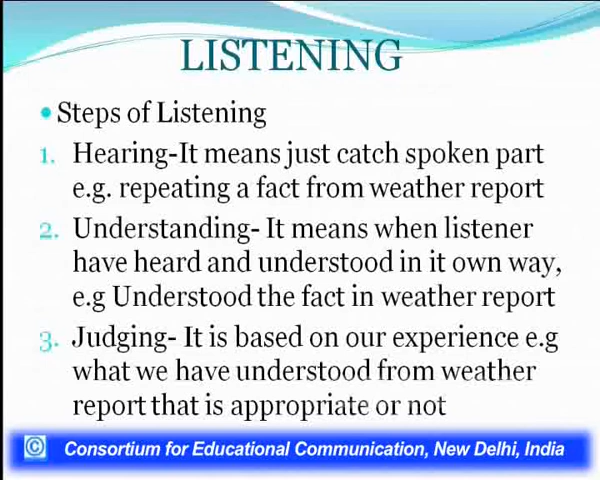 LISTENING
• Steps of Listening
1. Hearing-It means just catch spoken part
e.g. repeating a fact from weather report
2. Understanding- It means when listener
have heard and understood in it own way,
e.g Understood the fact in weather report
3. Judging- It is based on our experience e.g
what we have understood from weather
report that is appropriate or not
© Consortium for Educational Communication, New Delhi, India